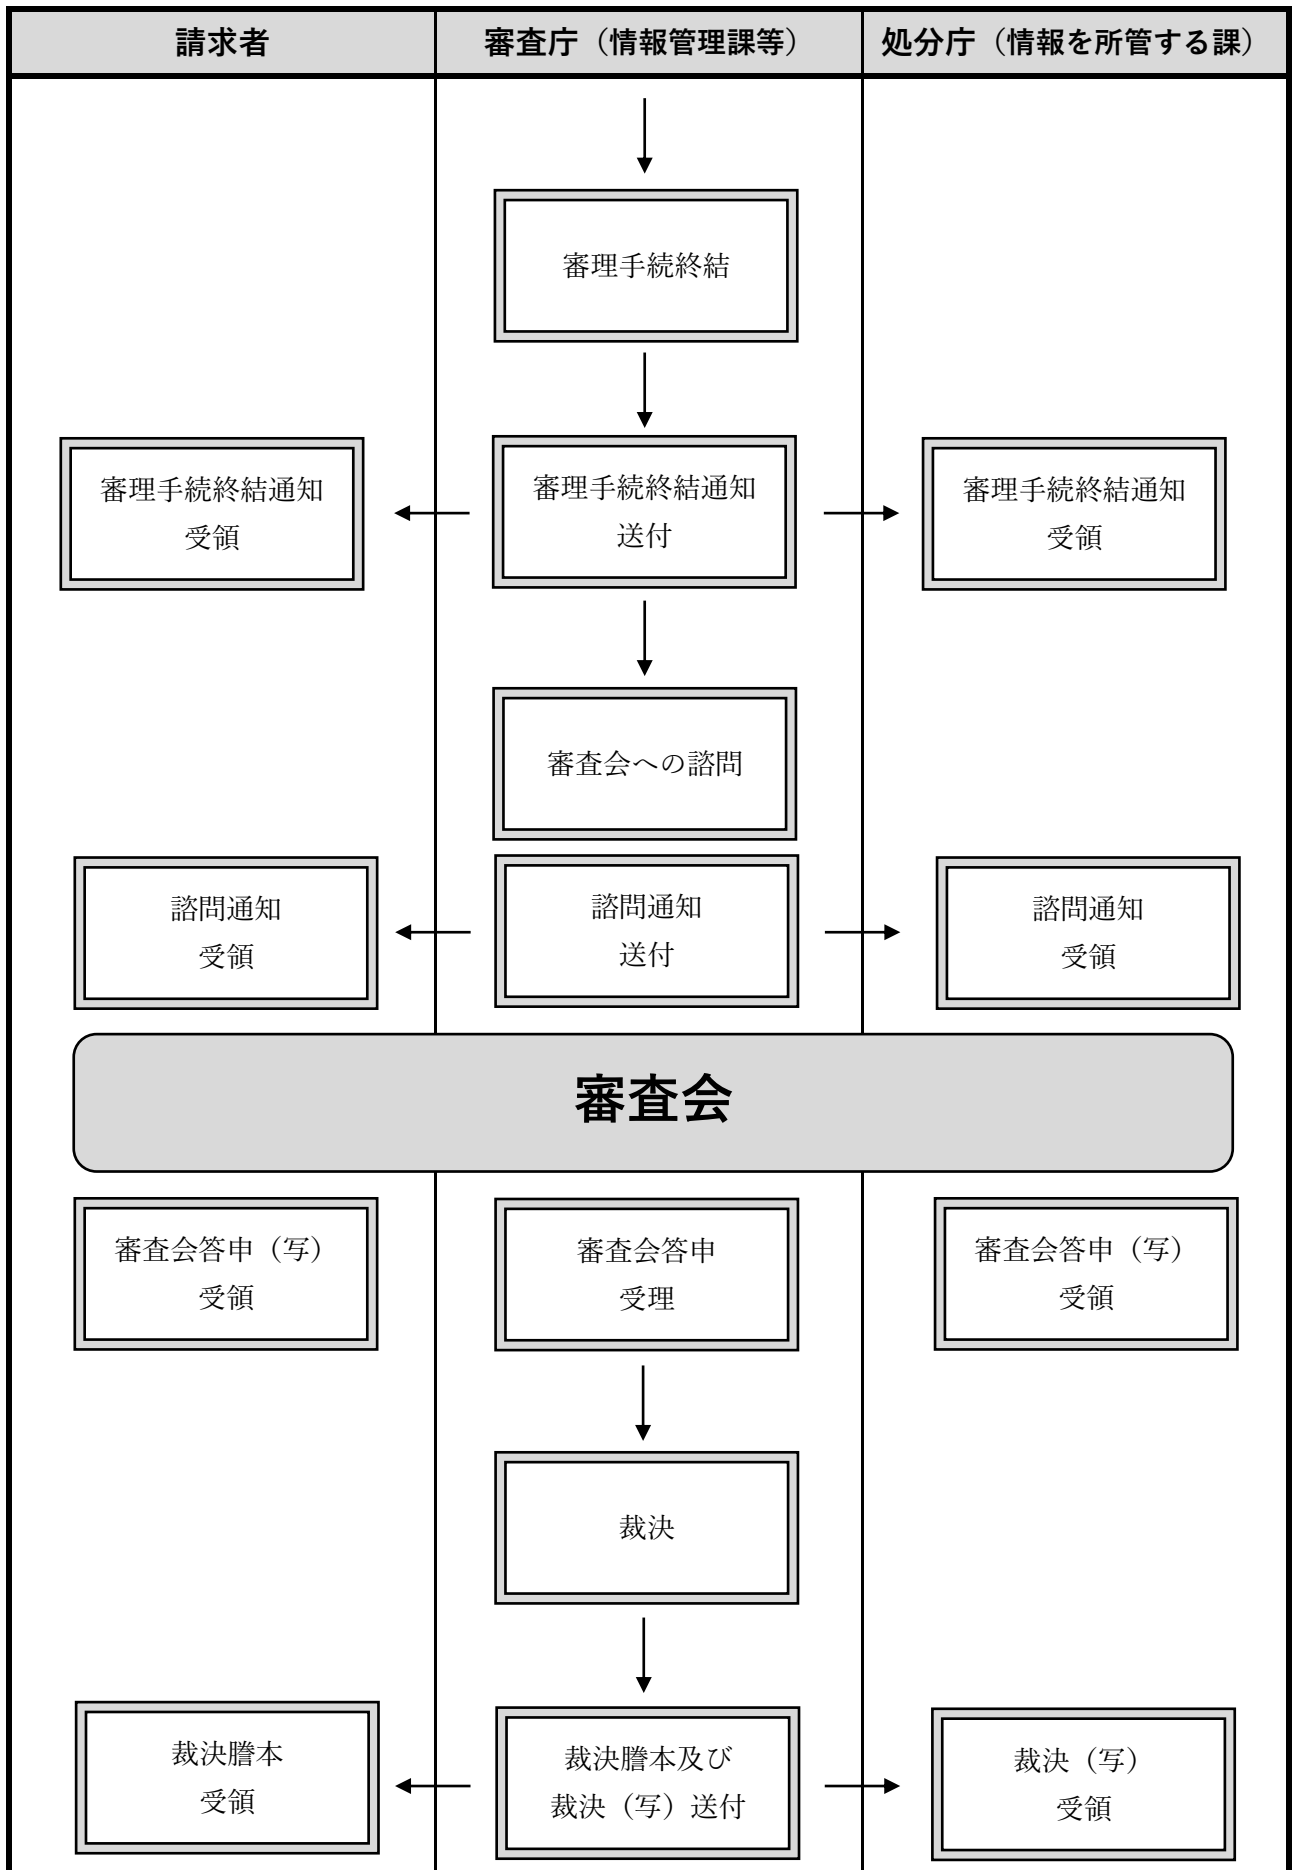 請求者
審査庁（情報管理課等）
処分庁（情報を所管する課）
審理手続終結
審理手続終結通知
受領
審理手続終結通知
送付
審理手続終結通知
受領
審査会への諮問
諮問通知
受領
諮問通知
送付
諮問通知
受領
審査会
審査会答申（写）
受領
審査会答申
受理
審査会答申（写）
受領
裁決
裁決謄本
受領
裁決謄本及び
裁決（写）送付
裁決（写）
受領